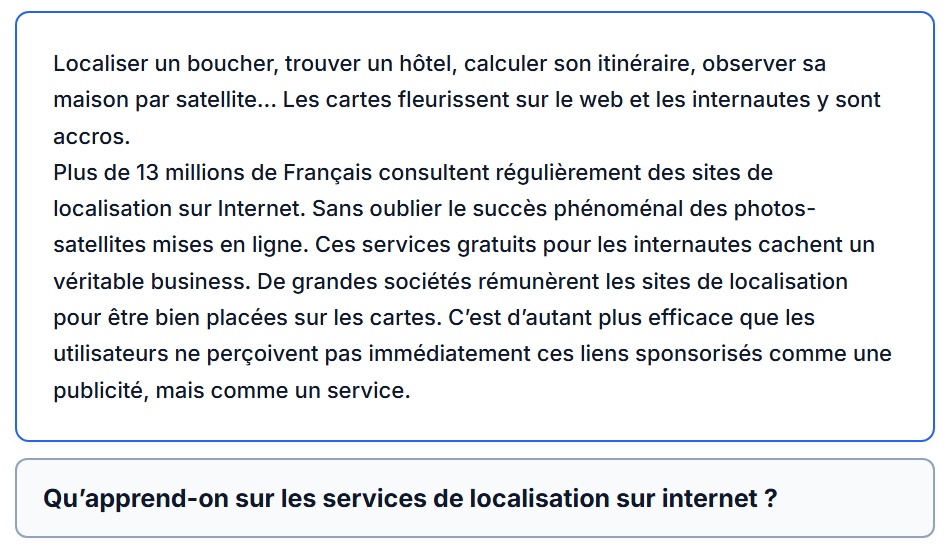 Localiser un boucher, trouver un hôtel, calculer son itinéraire, observer sa
maison par satellite… Les cartes fleurissent sur le web et les internautes y sont
accros.
Plus de 13 millions de Français consultent régulièrement des sites de
localisation sur Internet. Sans oublier le succès phénoménal des photos-
satellites mises en ligne. Ces services gratuits pour les internautes cachent un
véritable business. De grandes sociétés rémunèrent les sites de localisation
pour être bien placées sur les cartes. C’est d’autant plus efficace que les
utilisateurs ne perçoivent pas immédiatement ces liens sponsorisés comme une
publicité, mais comme un service.
Qu’apprend-on sur les services de localisation sur internet ?